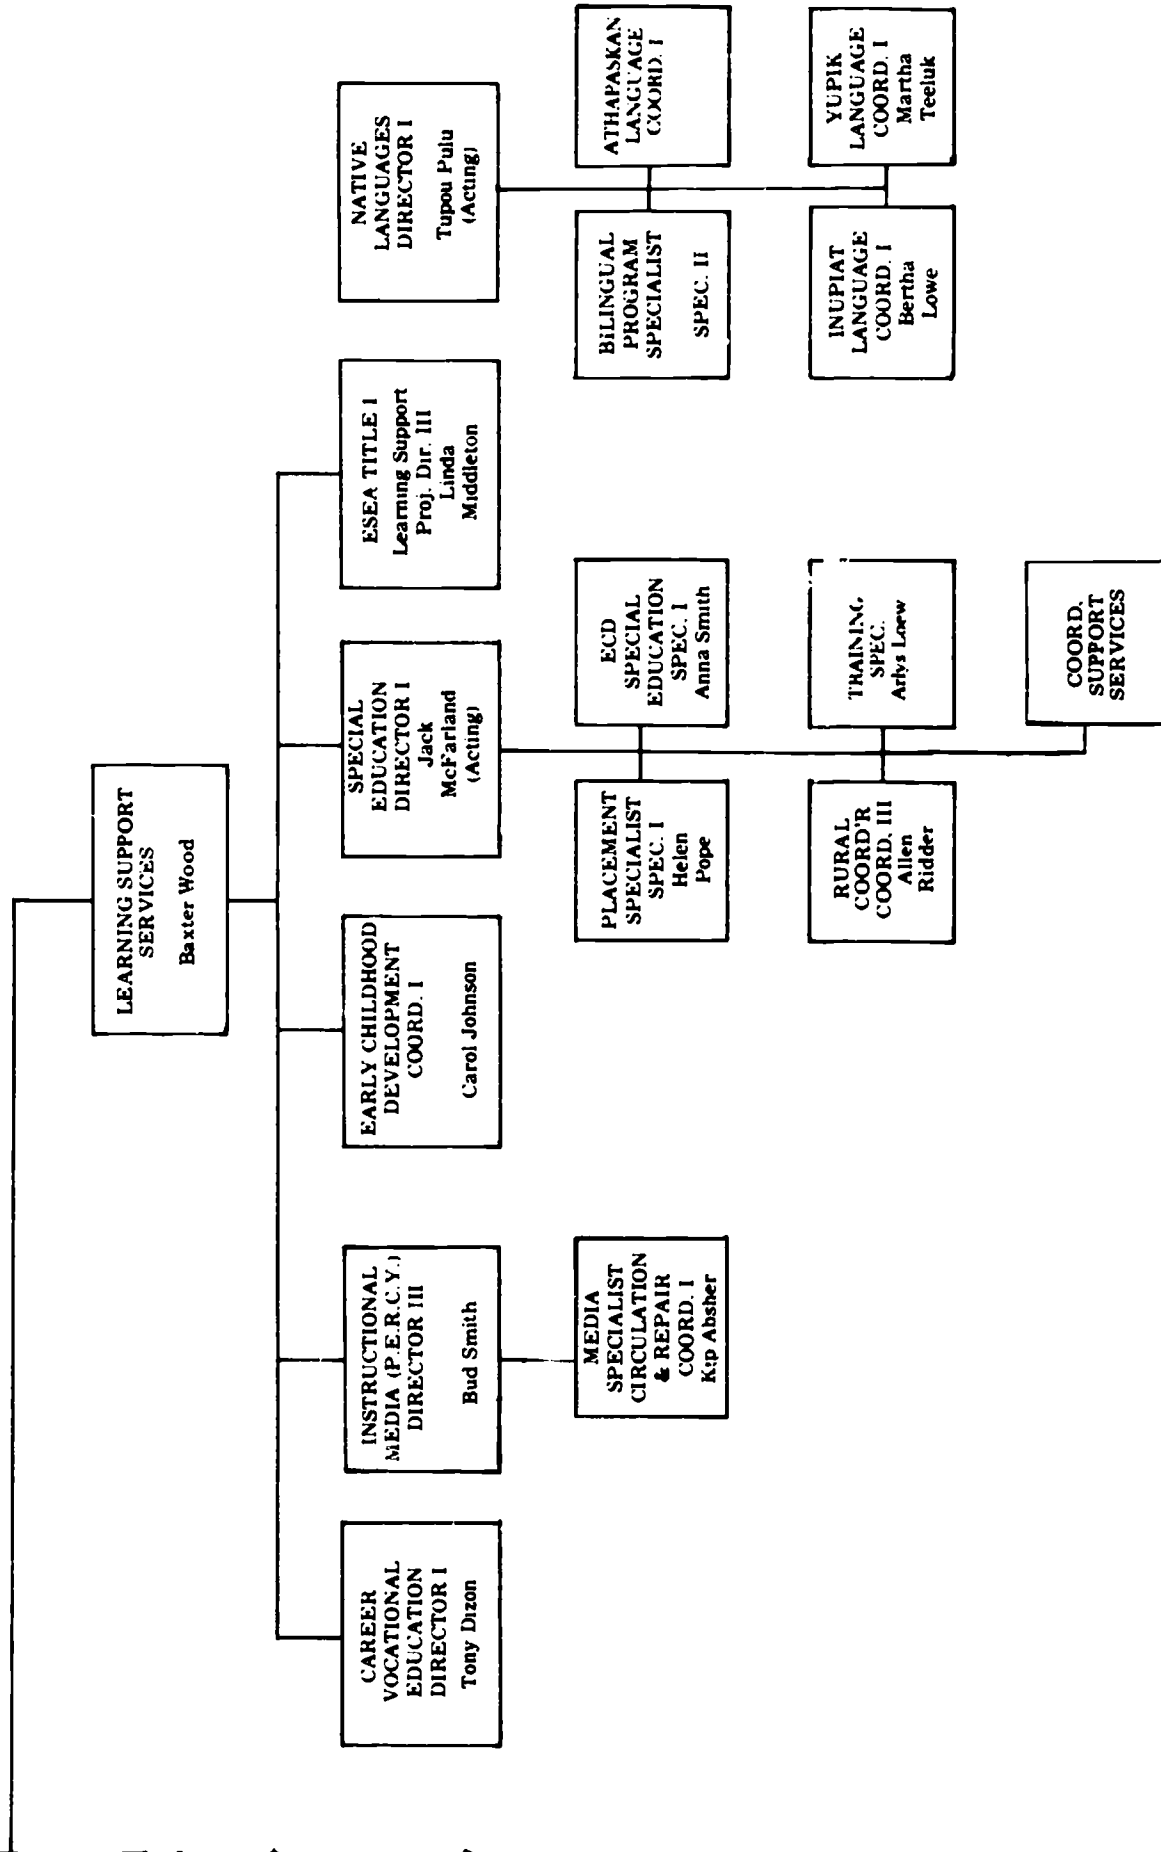 LEARNING SUPPORT
SERVICES
Baxter Wood
CAREER
VOCATIONAL
EDUCATION
DIRECTOR I
Tony Dizon
INSTRUCTIONAL
MEDIA (P.E.R.C.Y.)
DIRECTOR III
Bud Smith
EARLY CHILDHOOD
DEVELOPMENT
COORD. I
Carol Johnson
SPECIAL
EDUCATION
DIRECTOR I
Jack
McFarland
(Acting)
ESEA TITLE I
Learning Support
Proj. Dir. III
Linda
Middleton
NATIVE
LANGUAGES
DIRECTOR I
Tupou Pulu
(Acting)
MEDIA
SPECIALIST
CIRCULATION
& REPAIR
COORD. I
Kip Absher
PLACEMENT
SPECIALIST
SPEC. I
Helen
Pope
ECD
SPECIAL
EDUCATION
SPEC. I
Anna Smith
BILINGUAL
PROGRAM
SPECIALIST
SPEC. II
ATHAPASKAN
LANGUAGE
COORD. I
RURAL
COORD'R
COORD. III
Allen
Ridder
TRAINING
SPEC.
Arlys Loew
INUPIAT
LANGUAGE
COORD. I
Bertha
Lowe
YUPIK
LANGUAGE
COORD. I
Martha
Teeluk
COORD.
SUPPORT
SERVICES